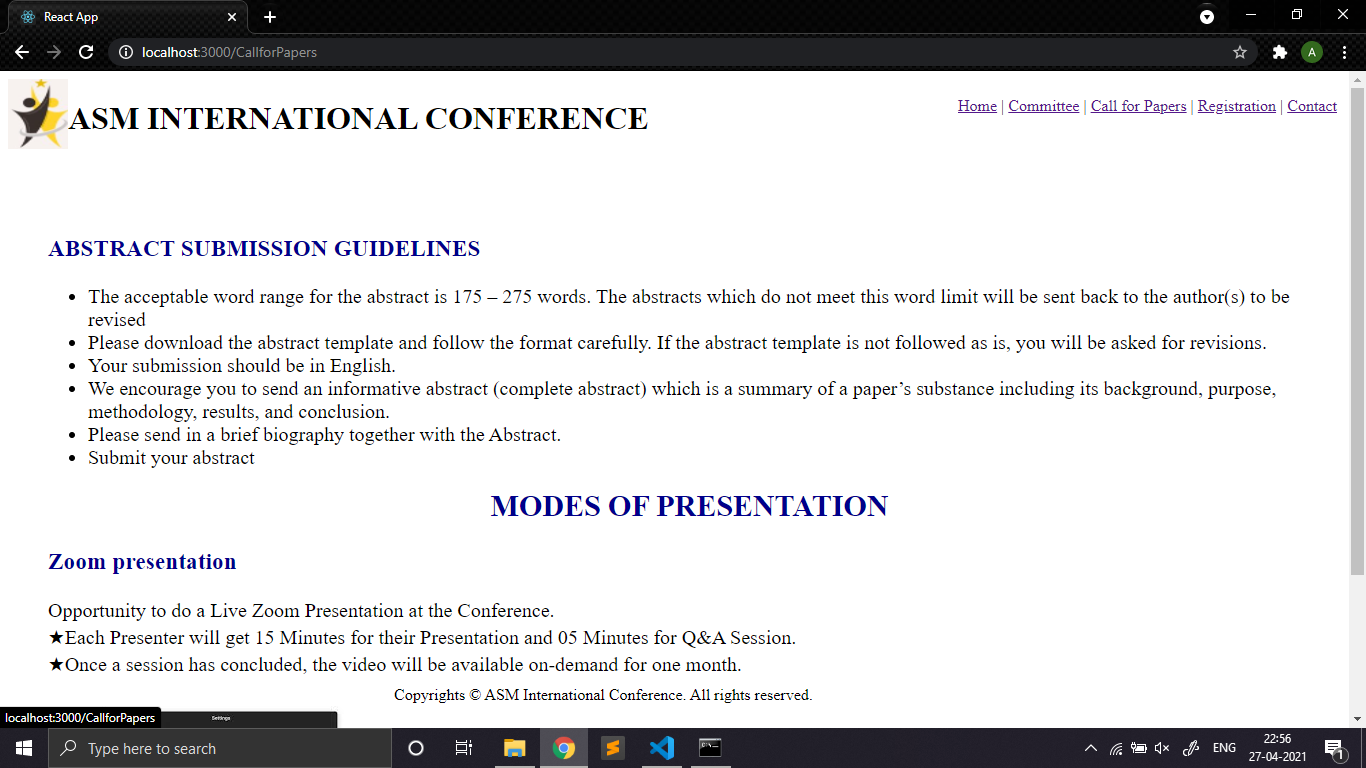 React App
localhost:3000/CallforPapers
A
ASM INTERNATIONAL CONFERENCE
Home | Committee | Call for Papers | Registration | Contact
ABSTRACT SUBMISSION GUIDELINES
• The acceptable word range for the abstract is 175 – 275 words. The abstracts which do not meet this word limit will be sent back to the author(s) to be
revised
• Please download the abstract template and follow the format carefully. If the abstract template is not followed as is, you will be asked for revisions.
• Your submission should be in English.
• We encourage you to send an informative abstract (complete abstract) which is a summary of a paper’s substance including its background, purpose,
methodology, results, and conclusion.
• Please send in a brief biography together with the Abstract.
• Submit your abstract
MODES OF PRESENTATION
Zoom presentation
Opportunity to do a Live Zoom Presentation at the Conference.
★Each Presenter will get 15 Minutes for their Presentation and 05 Minutes for Q&A Session.
★Once a session has concluded, the video will be available on-demand for one month.
Copyrights © ASM International Conference. All rights reserved.
localhost:3000/CallforPapers
Settings
Type here to search
ENG
22:56
27-04-2021
1